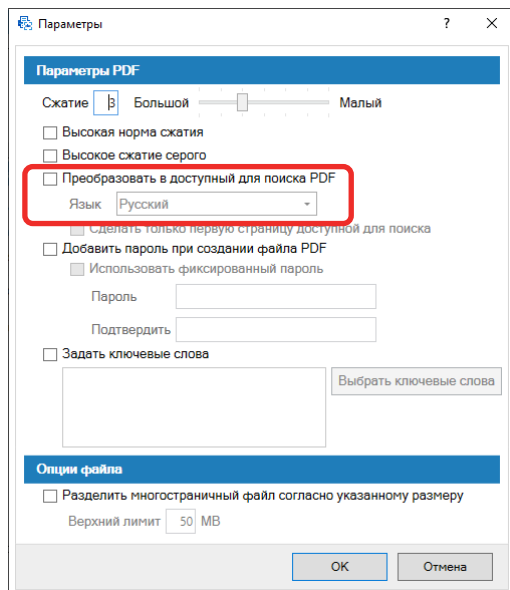 Параметры
?
Параметры PDF
Сжатие 3 Большой Малый
Высокая норма сжатия
Высокое сжатие серого
Преобразовать в доступный для поиска PDF
Язык Русский
Сделать только первую страницу доступной для поиска
Добавить пароль при создании файла PDF
Использовать фиксированный пароль
Пароль
Подтвердить
Задать ключевые слова
Выбрать ключевые слова
Опции файла
Разделить многостраничный файл согласно указанному размеру
Верхний лимит 50 MB
OK Отмена